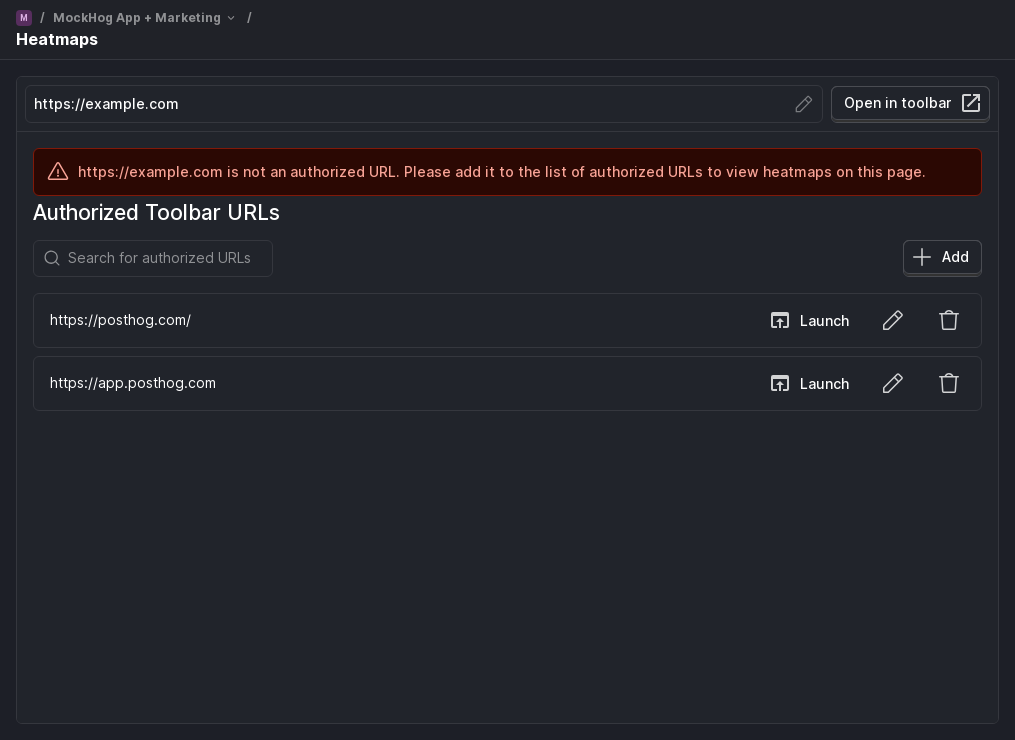 M / MockHog App + Marketing /
Heatmaps
https://example.com
Open in toolbar
https://example.com is not an authorized URL. Please add it to the list of authorized URLs to view heatmaps on this page.
Authorized Toolbar URLs
Search for authorized URLs
Add
https://posthog.com/
Launch
https://app.posthog.com
Launch